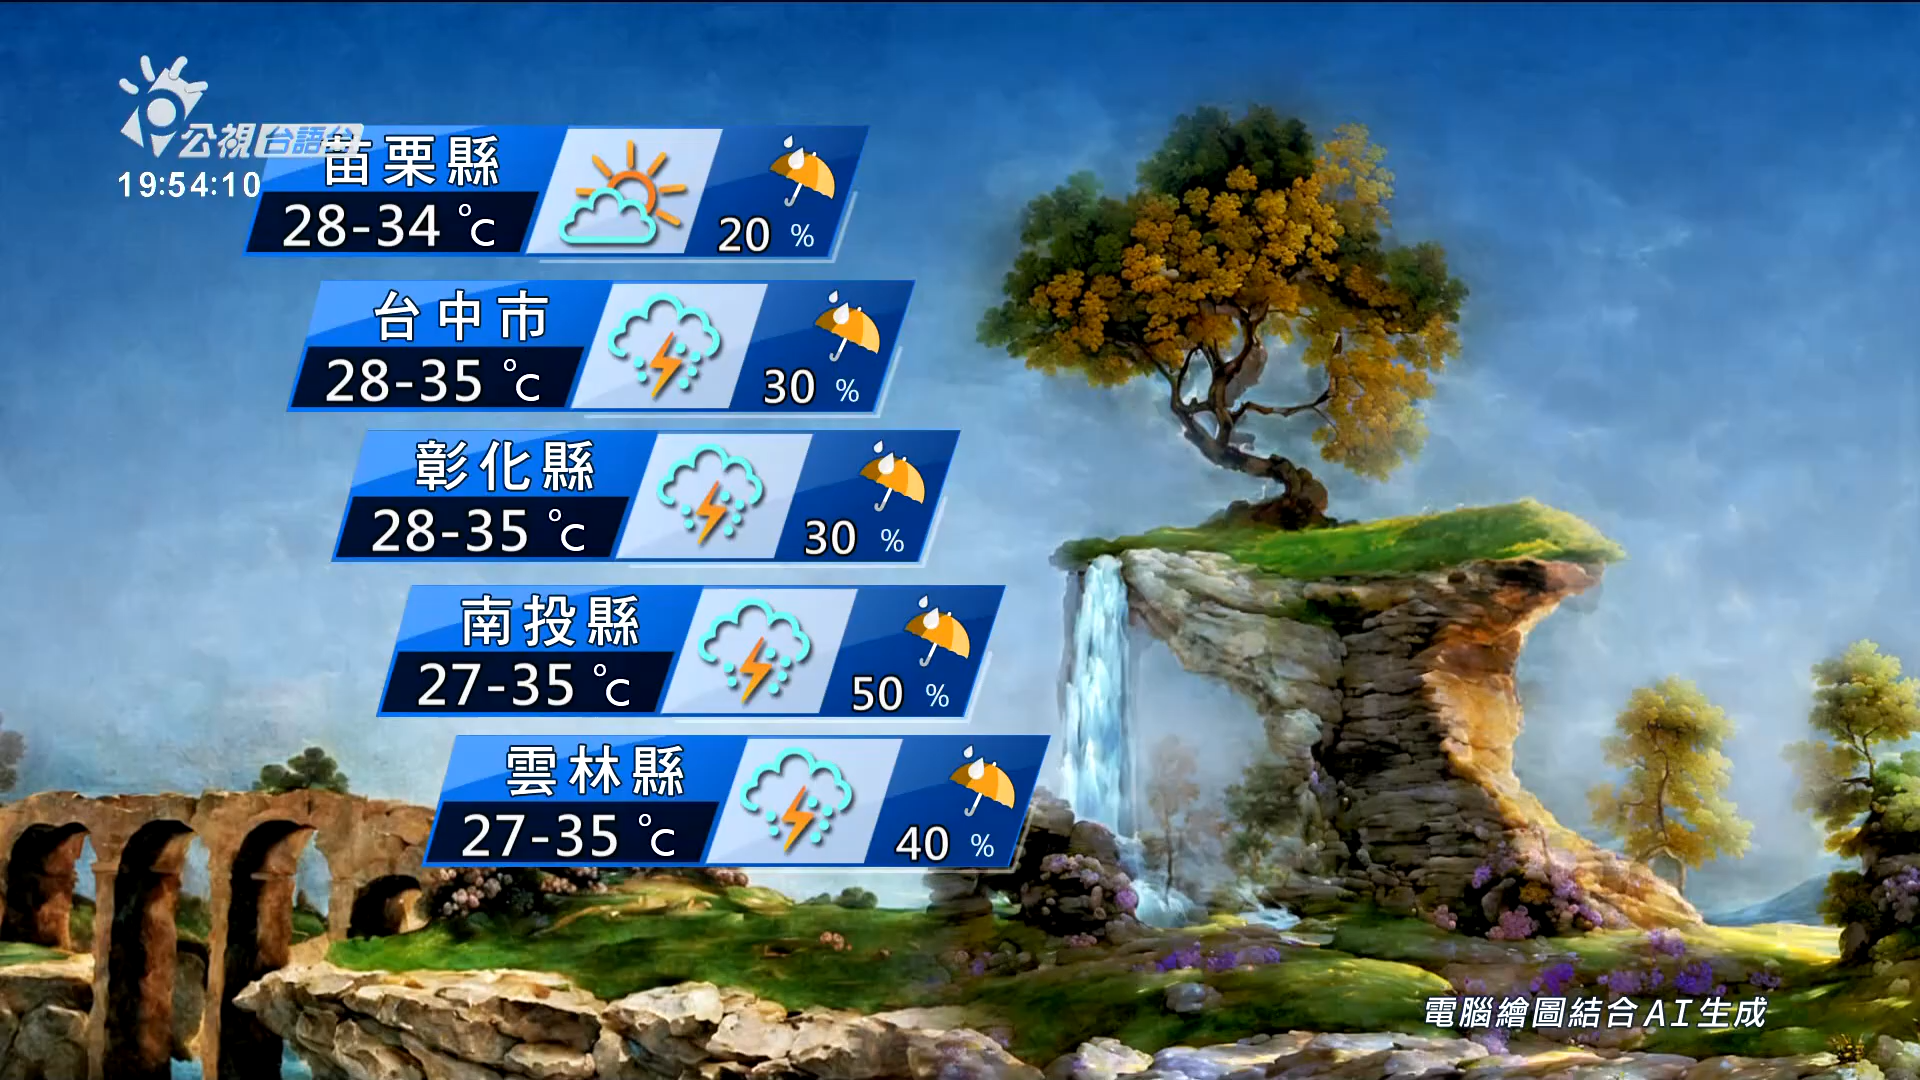 公視台語台
19:54:10
苗栗縣
28-34 ℃
20 %
台中市
28-35 ℃
30 %
彰化縣
28-35 ℃
30 %
南投縣
27-35 ℃
50 %
雲林縣
27-35 ℃
40 %
電腦繪圖結合AI生成